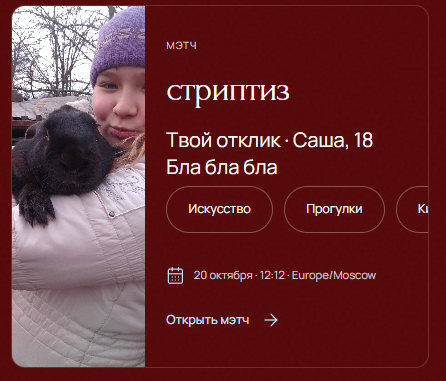 МЭТЧ
стриптиз
Твой отклик · Саша, 18
Бла бла бла
Искусство
Прогулки
20 октября · 12:12 · Europe/Moscow
Открыть мэтч